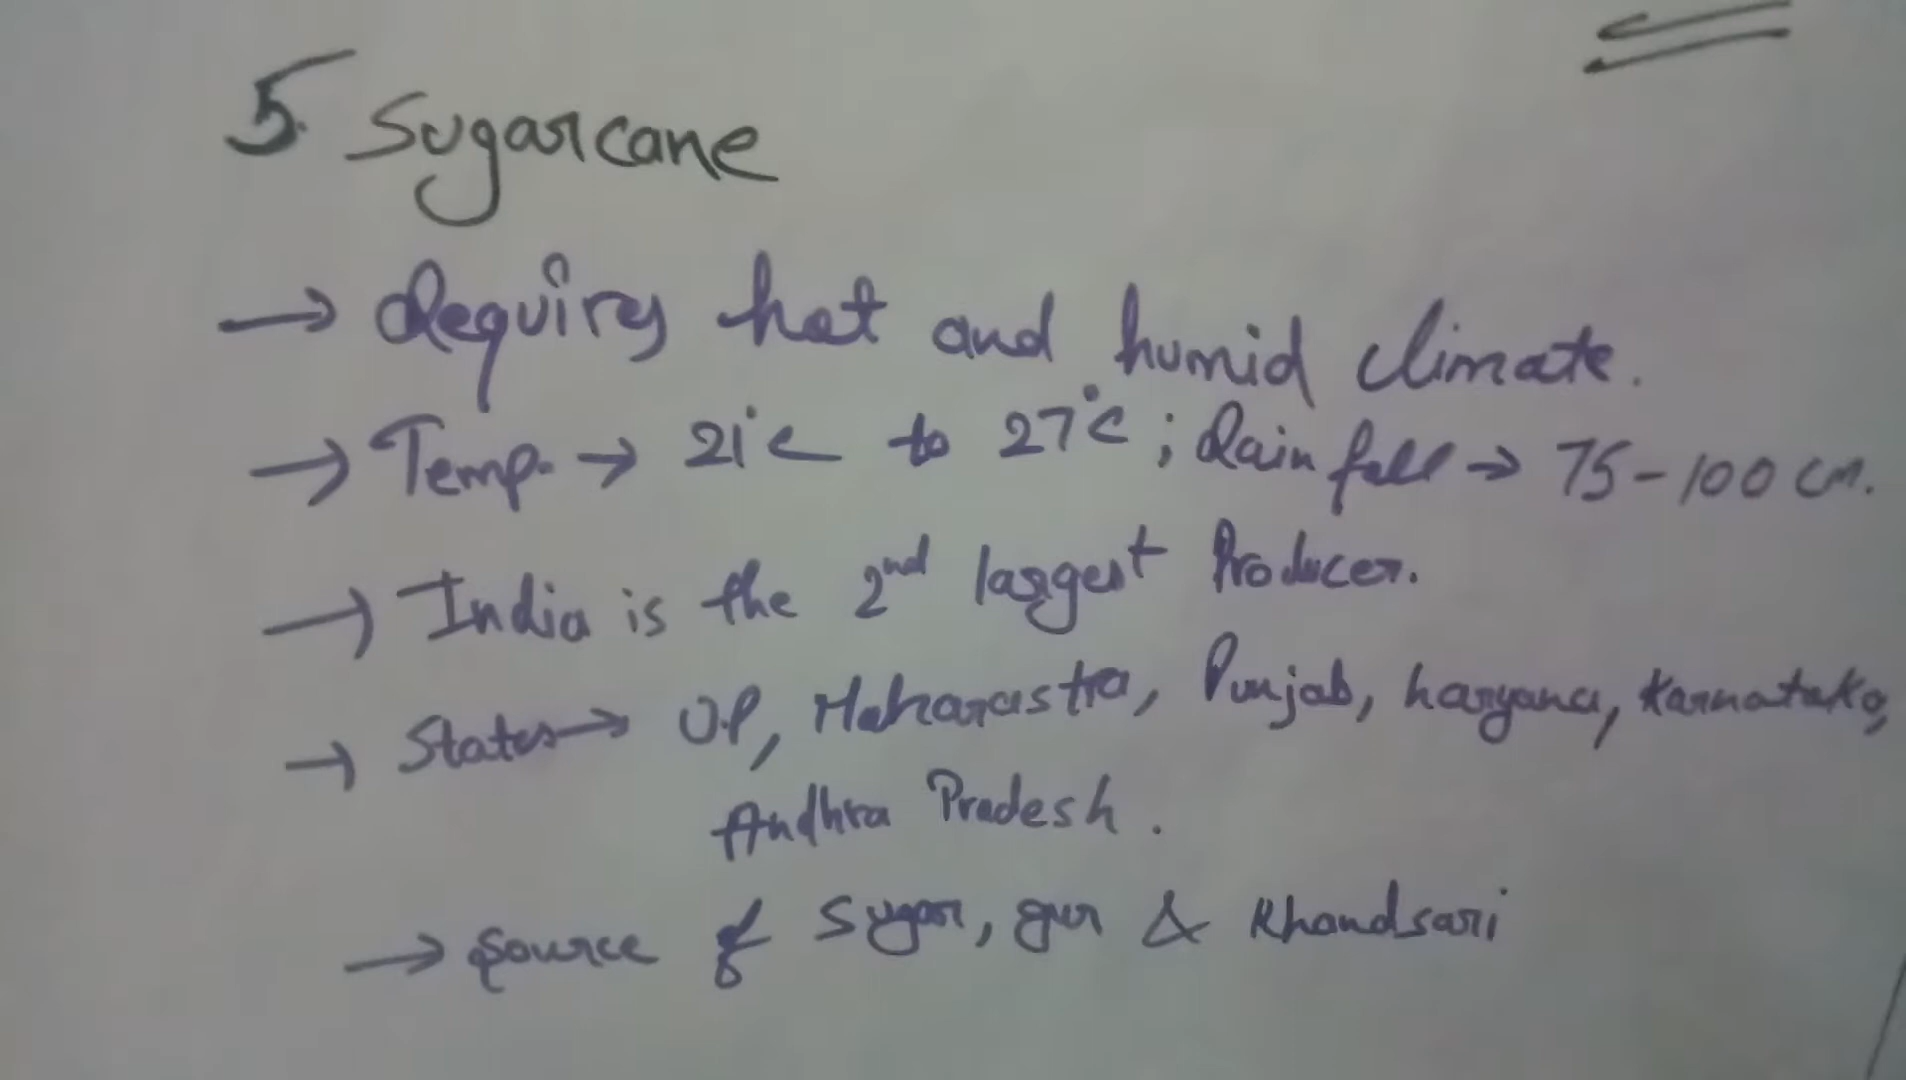 5. Sugarcane
→ Requires hot and humid climate.
→ Temp. → 21°C to 27°C ; Rainfall → 75-100 cm.
→ India is the 2nd largest Producer.
→ States → U.P, Maharastra, Punjab, haryana, Karnataka,
Andhra Pradesh.
→ Source of Sugar, gur & Khandsari